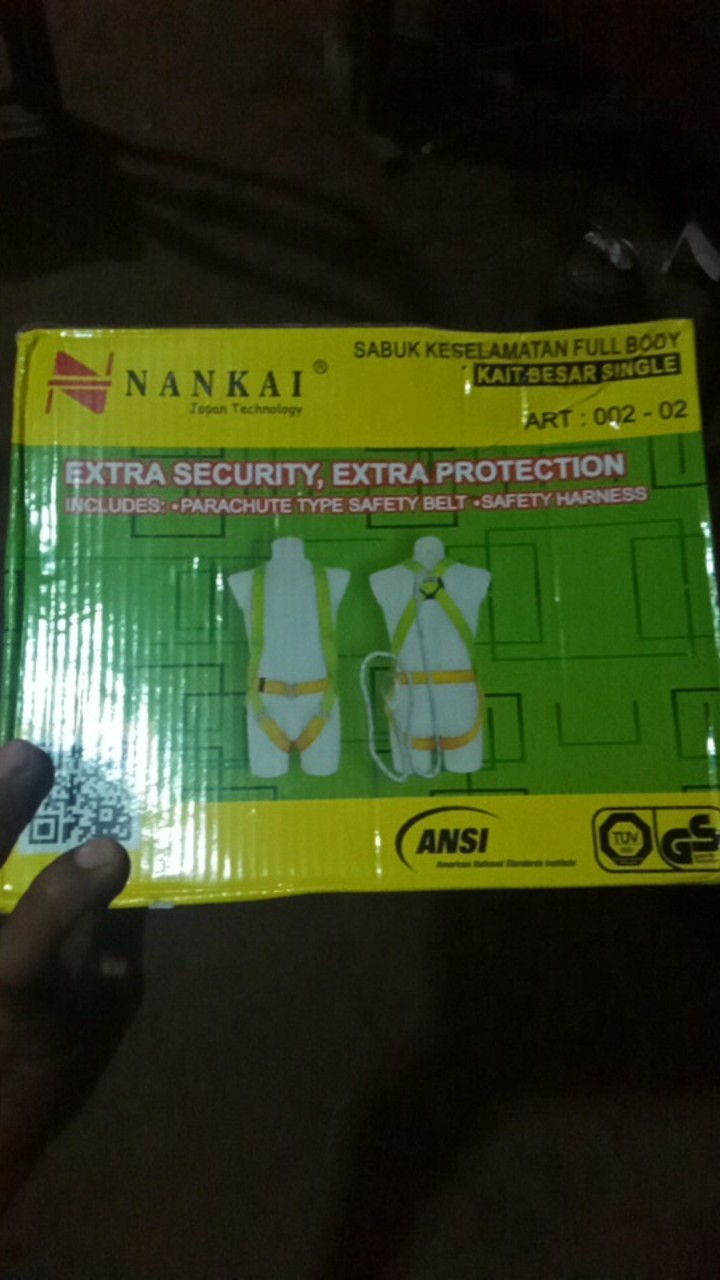 SABUK KESELAMATAN FULL BODY
NANKAI ®
KAIT BESAR SINGLE
Japan Technology
ART : 002 - 02
EXTRA SECURITY, EXTRA PROTECTION
INCLUDES: •PARACHUTE TYPE SAFETY BELT •SAFETY HARNESS
ANSI
American National Standards Institute
TÜV
GS